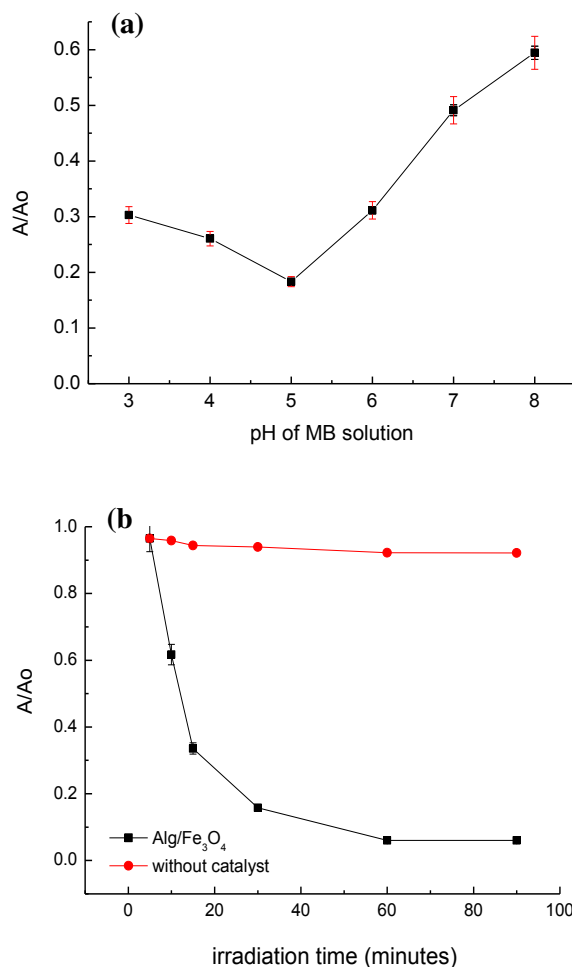 (a)
0.6
0.5
0.4
0.3
0.2
0.1
0.0
A/Ao
3 4 5 6 7 8
pH of MB solution
(b)
1.0
0.8
0.6
0.4
0.2
0.0
A/Ao
Alg/Fe₃O₄
without catalyst
0 20 40 60 80 100
irradiation time (minutes)